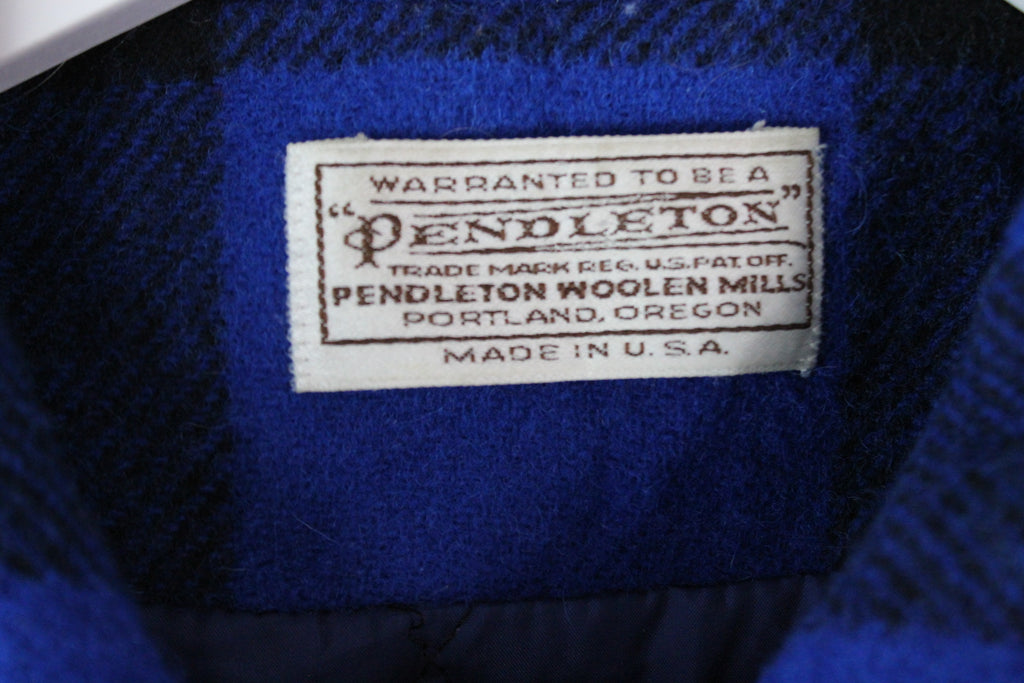 WARRANTED TO BE A
“PENDLETON”
TRADE MARK REG. U.S. PAT. OFF.
PENDLETON WOOLEN MILLS
PORTLAND, OREGON
MADE IN U.S.A.